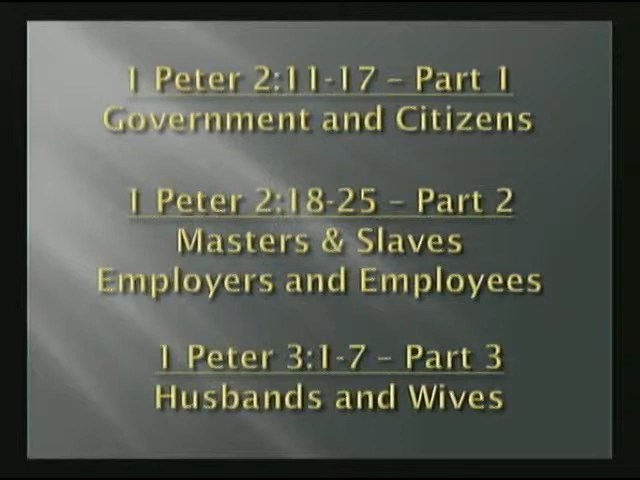 1 Peter 2:11-17 – Part 1
Government and Citizens
1 Peter 2:18-25 – Part 2
Masters & Slaves
Employers and Employees
1 Peter 3:1-7 – Part 3
Husbands and Wives